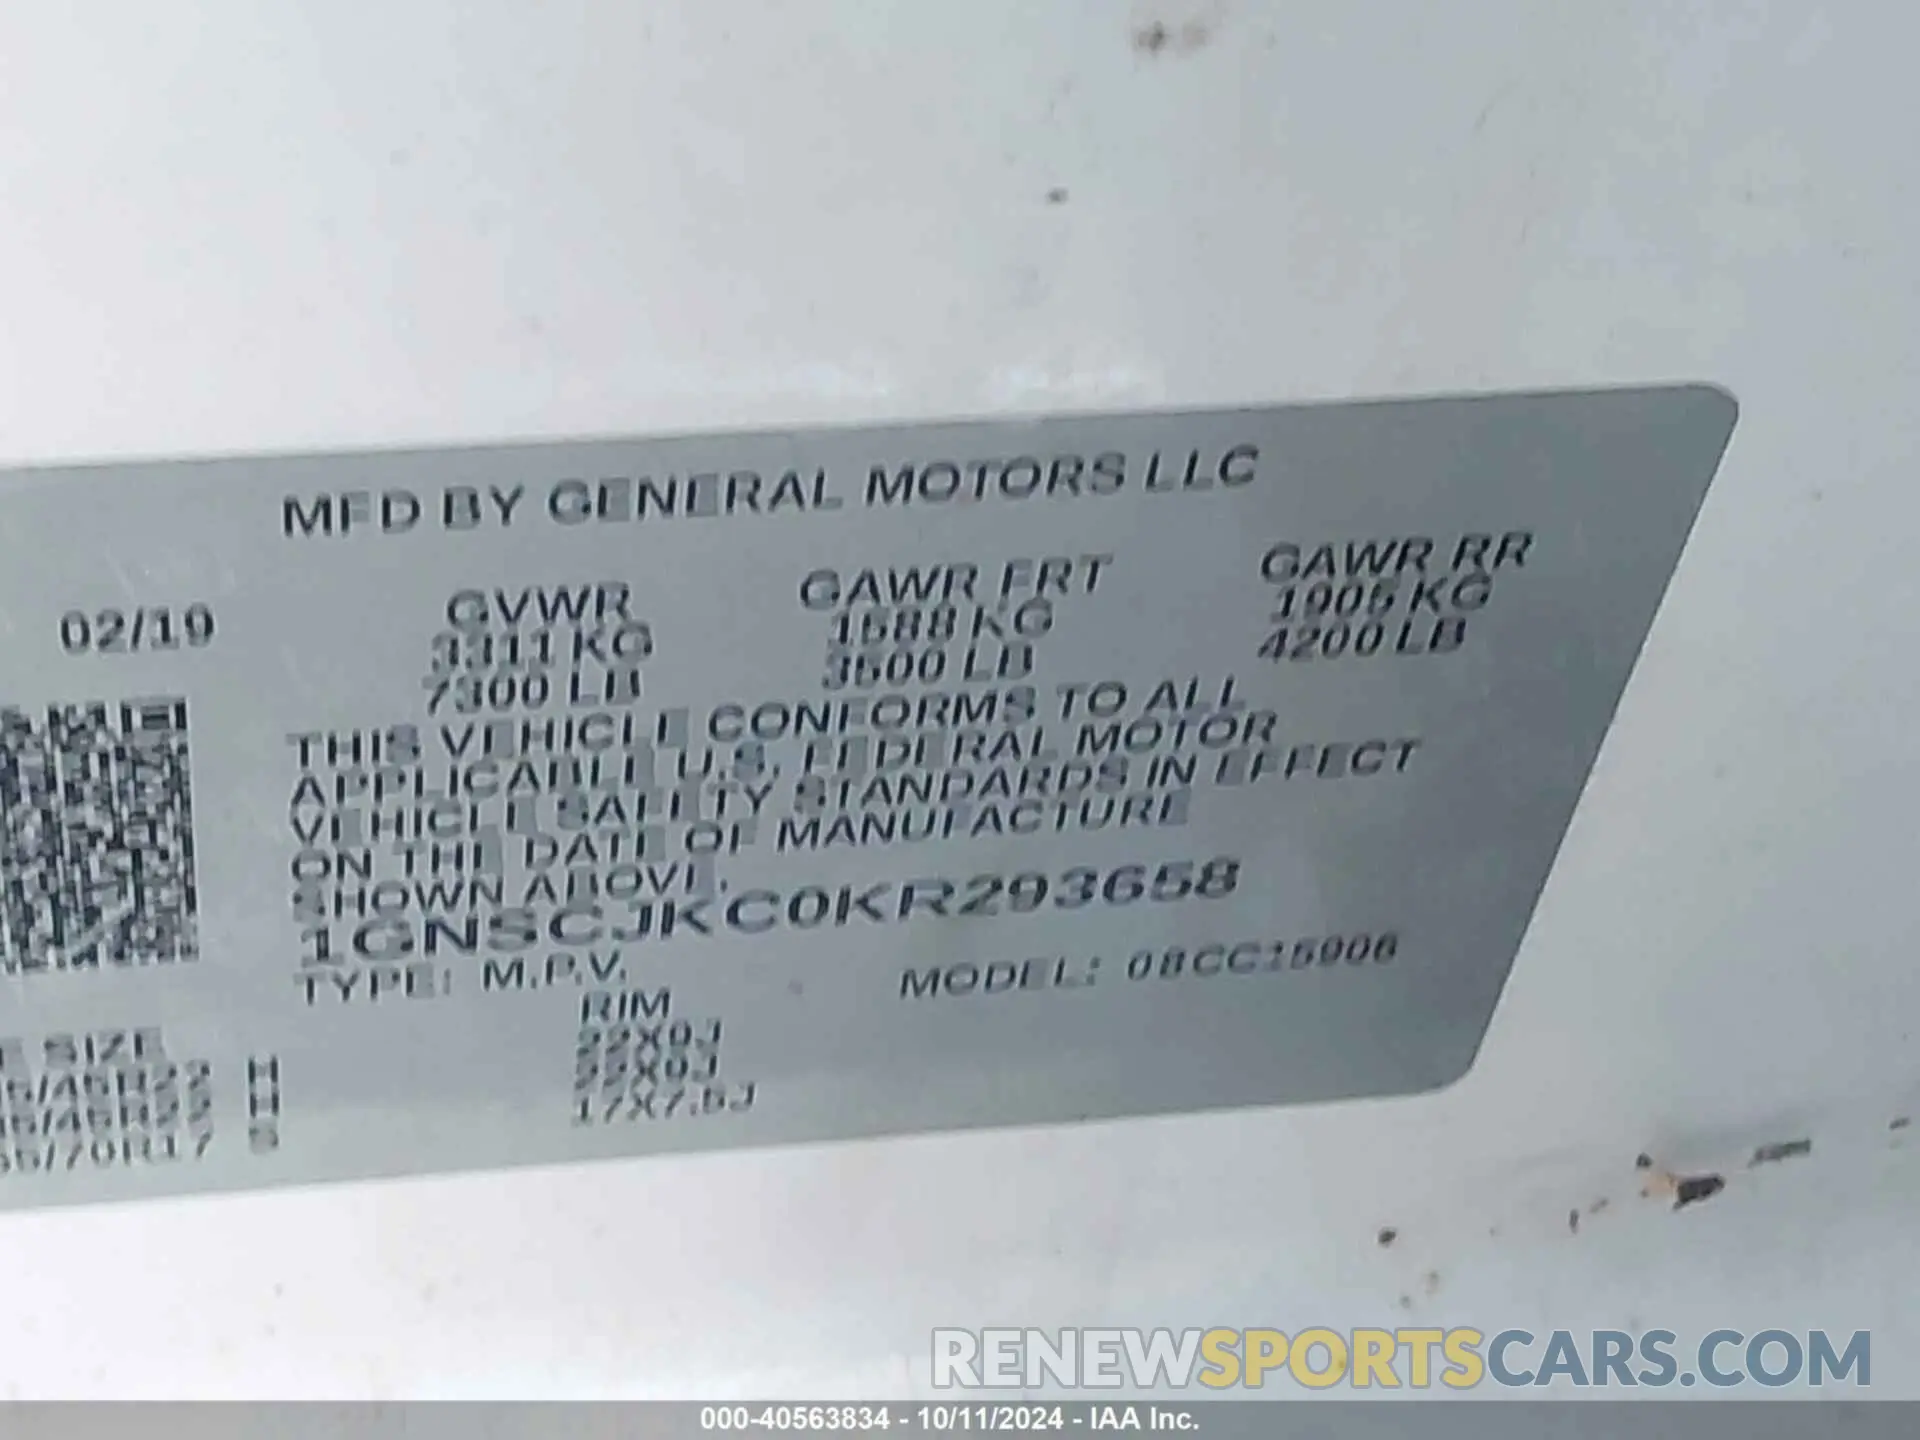 MFD BY GENERAL MOTORS LLC
02/19
GVWR GAWR FRT GAWR RR
3311 KG 1588 KG 1905 KG
7300 LB 3500 LB 4200 LB
THIS VEHICLE CONFORMS TO ALL
APPLICABLE U.S. FEDERAL MOTOR
VEHICLE SAFETY STANDARDS IN EFFECT
ON THE DATE OF MANUFACTURE
SHOWN ABOVE.
1GNSCJKC0KR293658
TYPE: M.P.V. MODEL: 0BCC15906
SIZE RIM
H 22X9J
H 22X9J
S 17X7.5J
RENEWSPORTSCARS.COM
000-40563834 - 10/11/2024 - IAA Inc.